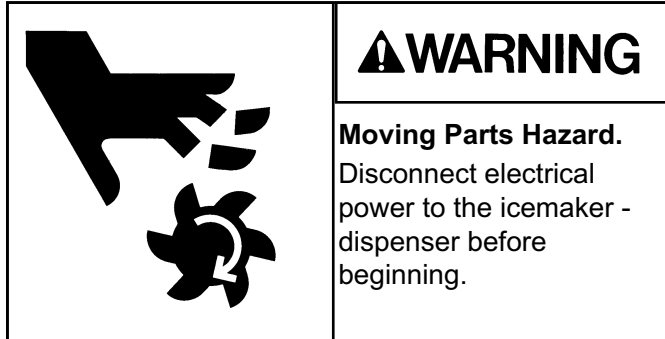 WARNING
Moving Parts Hazard.
Disconnect electrical
power to the icemaker -
dispenser before
beginning.